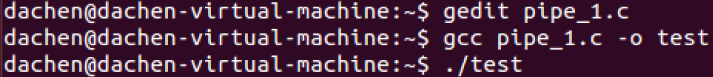 dachen@dachen-virtual-machine:~$ gedit pipe_1.c
dachen@dachen-virtual-machine:~$ gcc pipe_1.c -o test
dachen@dachen-virtual-machine:~$ ./test